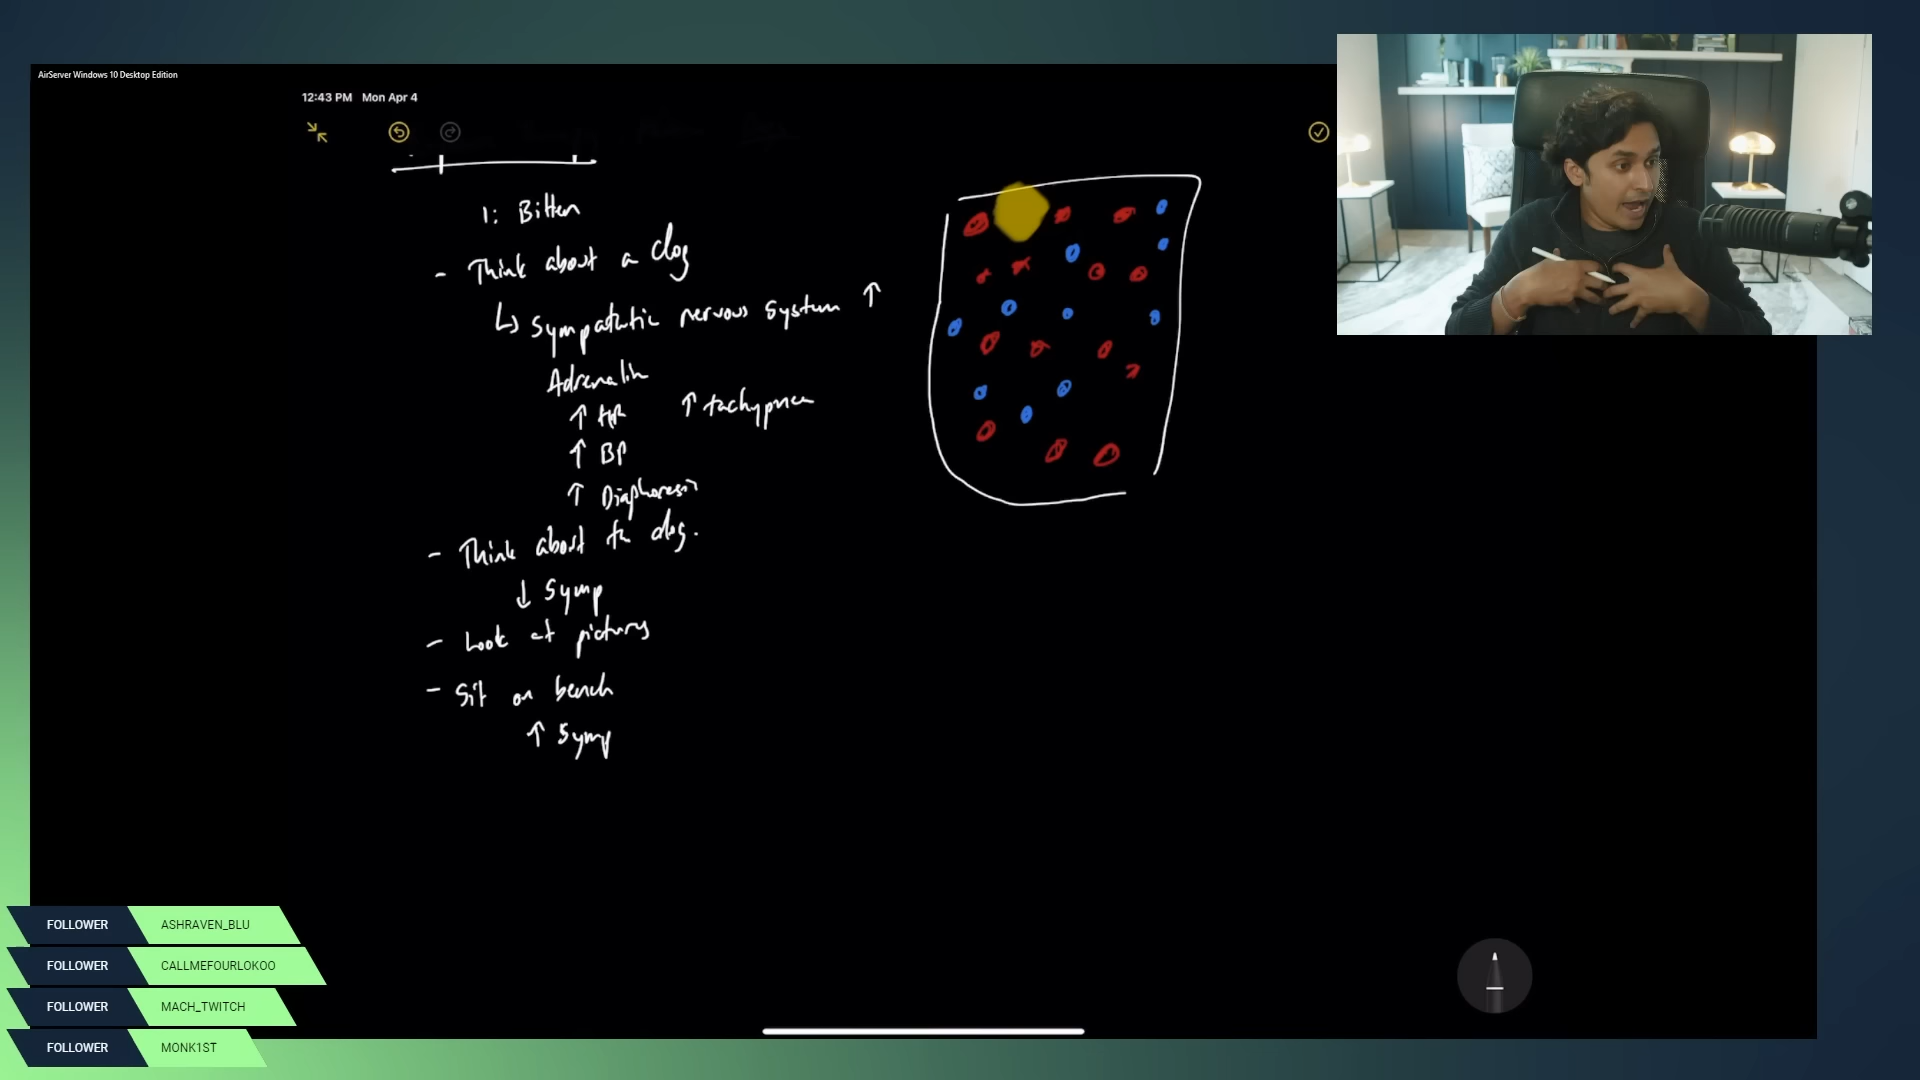 AirServer Windows 10 Desktop Edition
12:43 PM Mon Apr 4
1: Bitten
- Think about a dog
↳ Sympathetic nervous system ↑
Adrenalin
↑ HR ↑ tachypnea
↑ BP
↑ Diaphoresis
- Think about the dog.
↓ Symp
- Look at pictures
- Sit on bench
↑ Symp
FOLLOWER ASHRAVEN_BLU
FOLLOWER CALLMEFOURLOKOO
FOLLOWER MACH_TWITCH
FOLLOWER MONK1ST